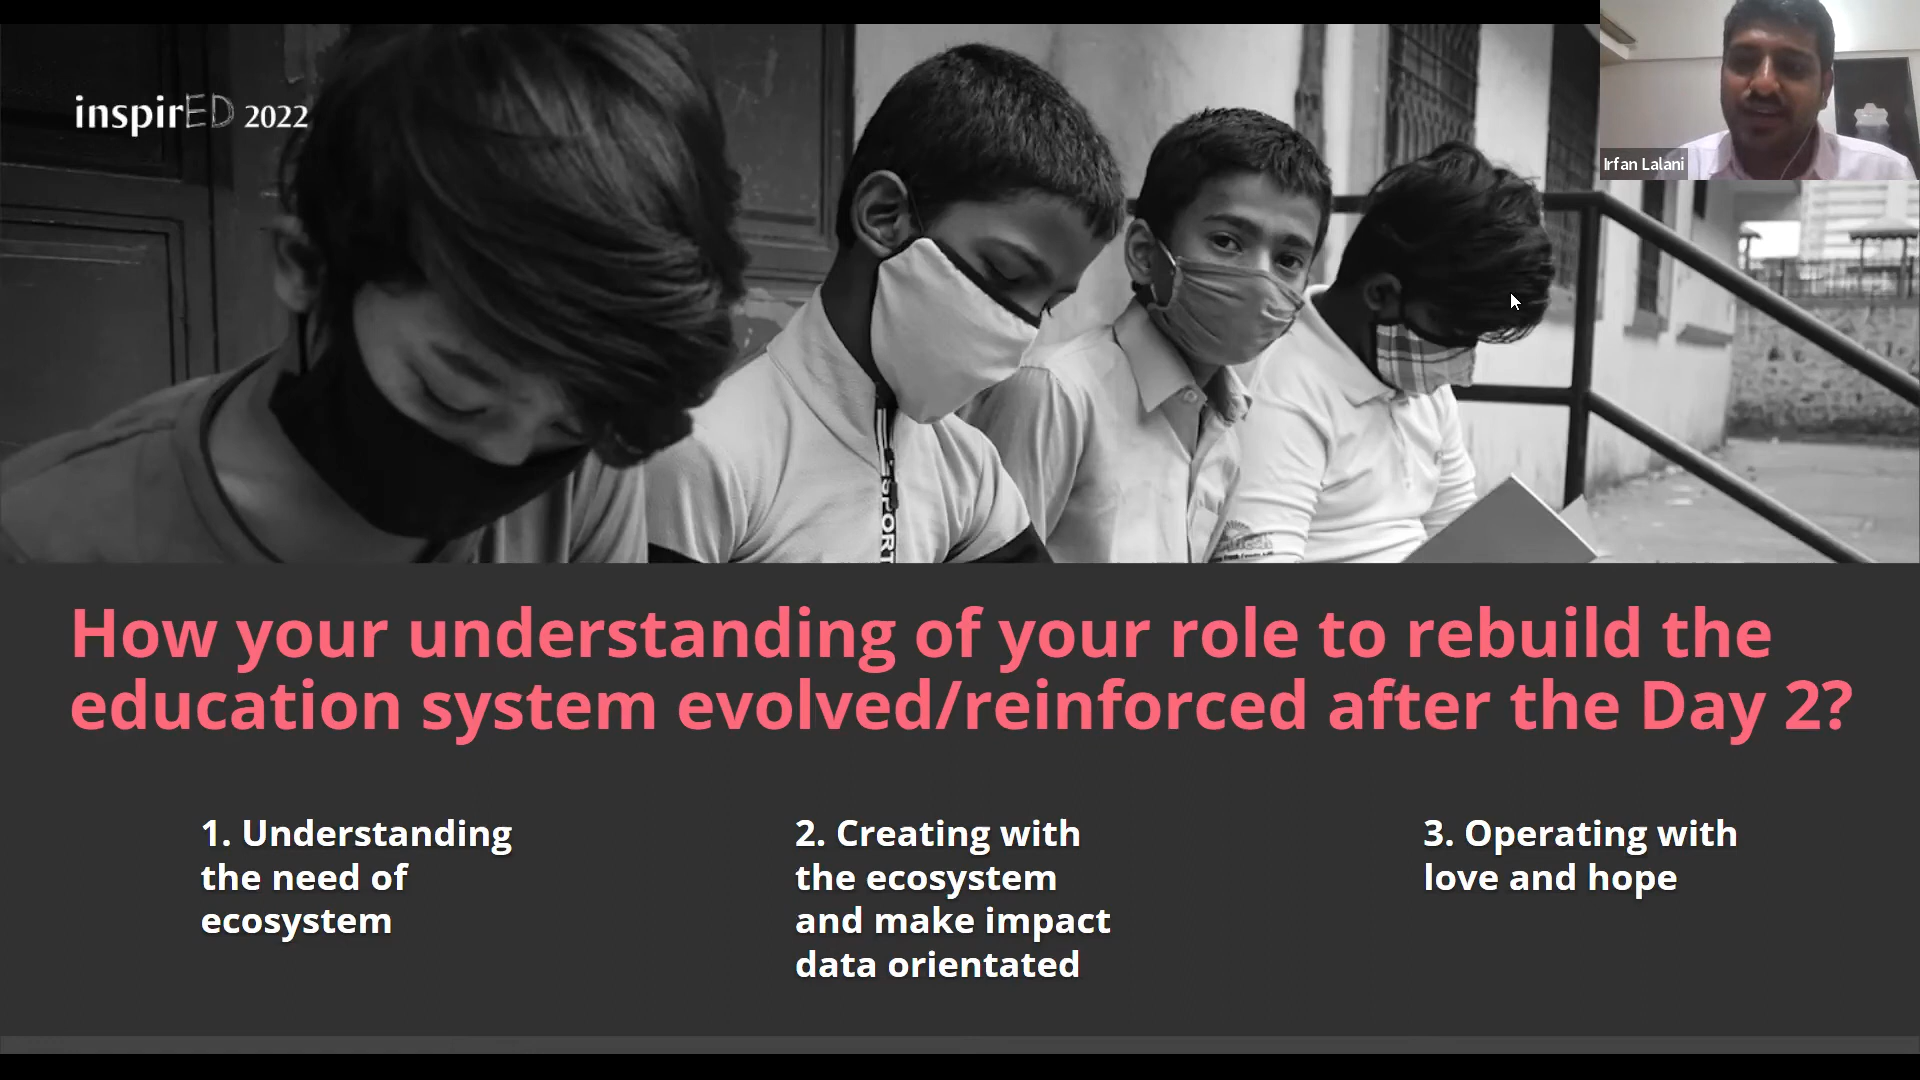 inspirED 2022
Irfan Lalani
SPORT
How your understanding of your role to rebuild the
education system evolved/reinforced after the Day 2?
1. Understanding
the need of
ecosystem
2. Creating with
the ecosystem
and make impact
data orientated
3. Operating with
love and hope